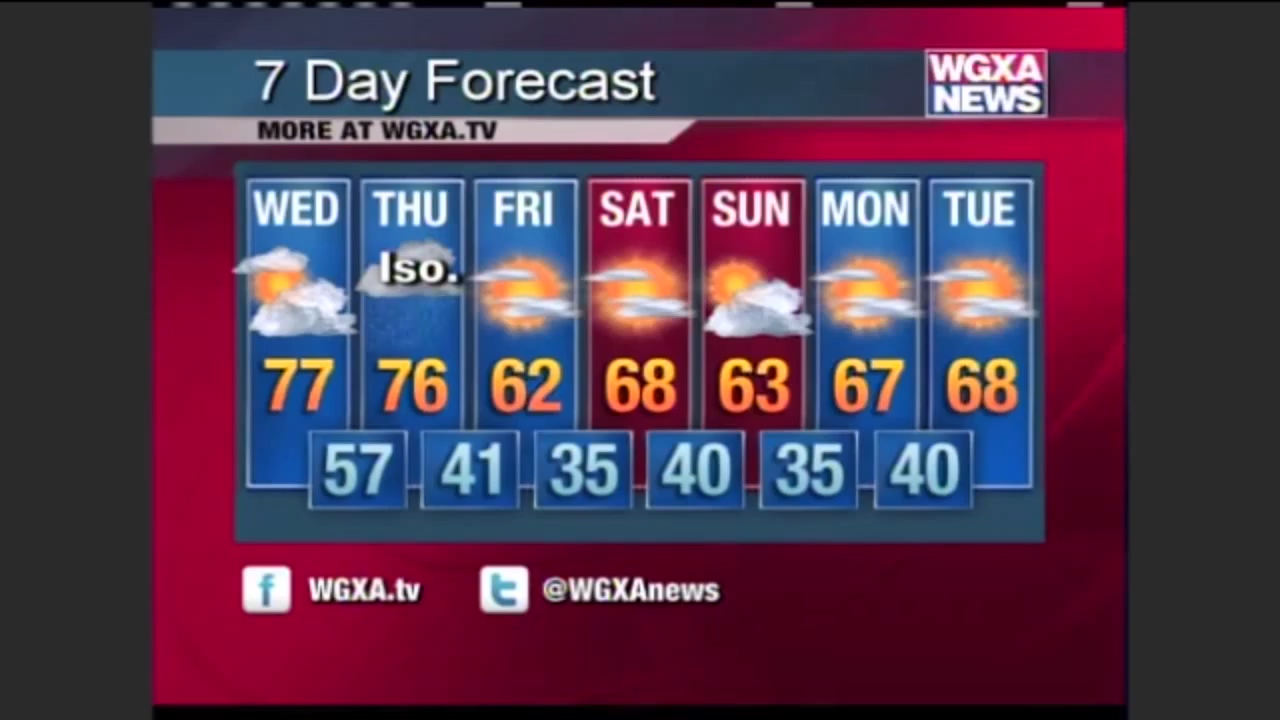 7 Day Forecast
WGXA
NEWS
MORE AT WGXA.TV
WED THU FRI SAT SUN MON TUE
Iso.
77 76 62 68 63 67 68
57 41 35 40 35 40
f WGXA.tv t @WGXAnews